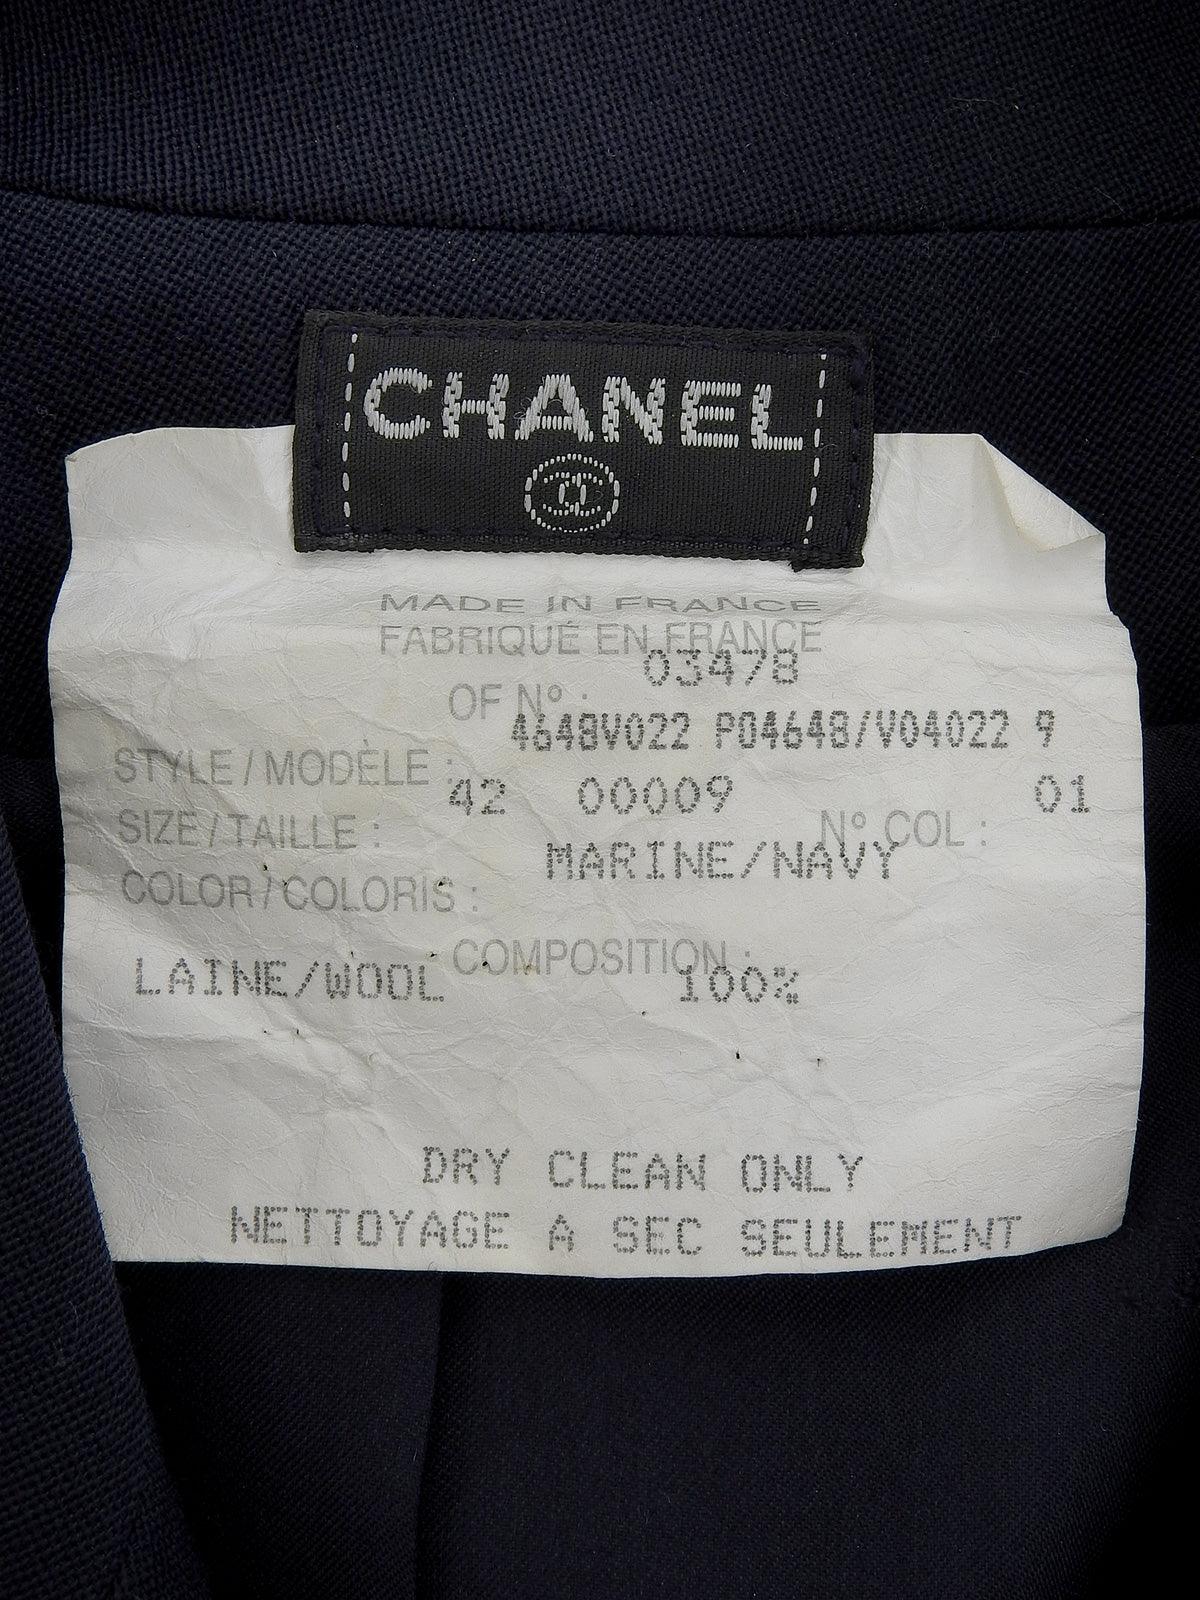 CHANEL
MADE IN FRANCE
FABRIQUÉ EN FRANCE
03478
OF N° :
4648V022 P04648/V04022 9
STYLE / MODÈLE :
42 00009 01
SIZE / TAILLE : N° COL :
MARINE/NAVY
COLOR / COLORIS :
COMPOSITION :
LAINE/WOOL 100%
DRY CLEAN ONLY
NETTOYAGE A SEC SEULEMENT